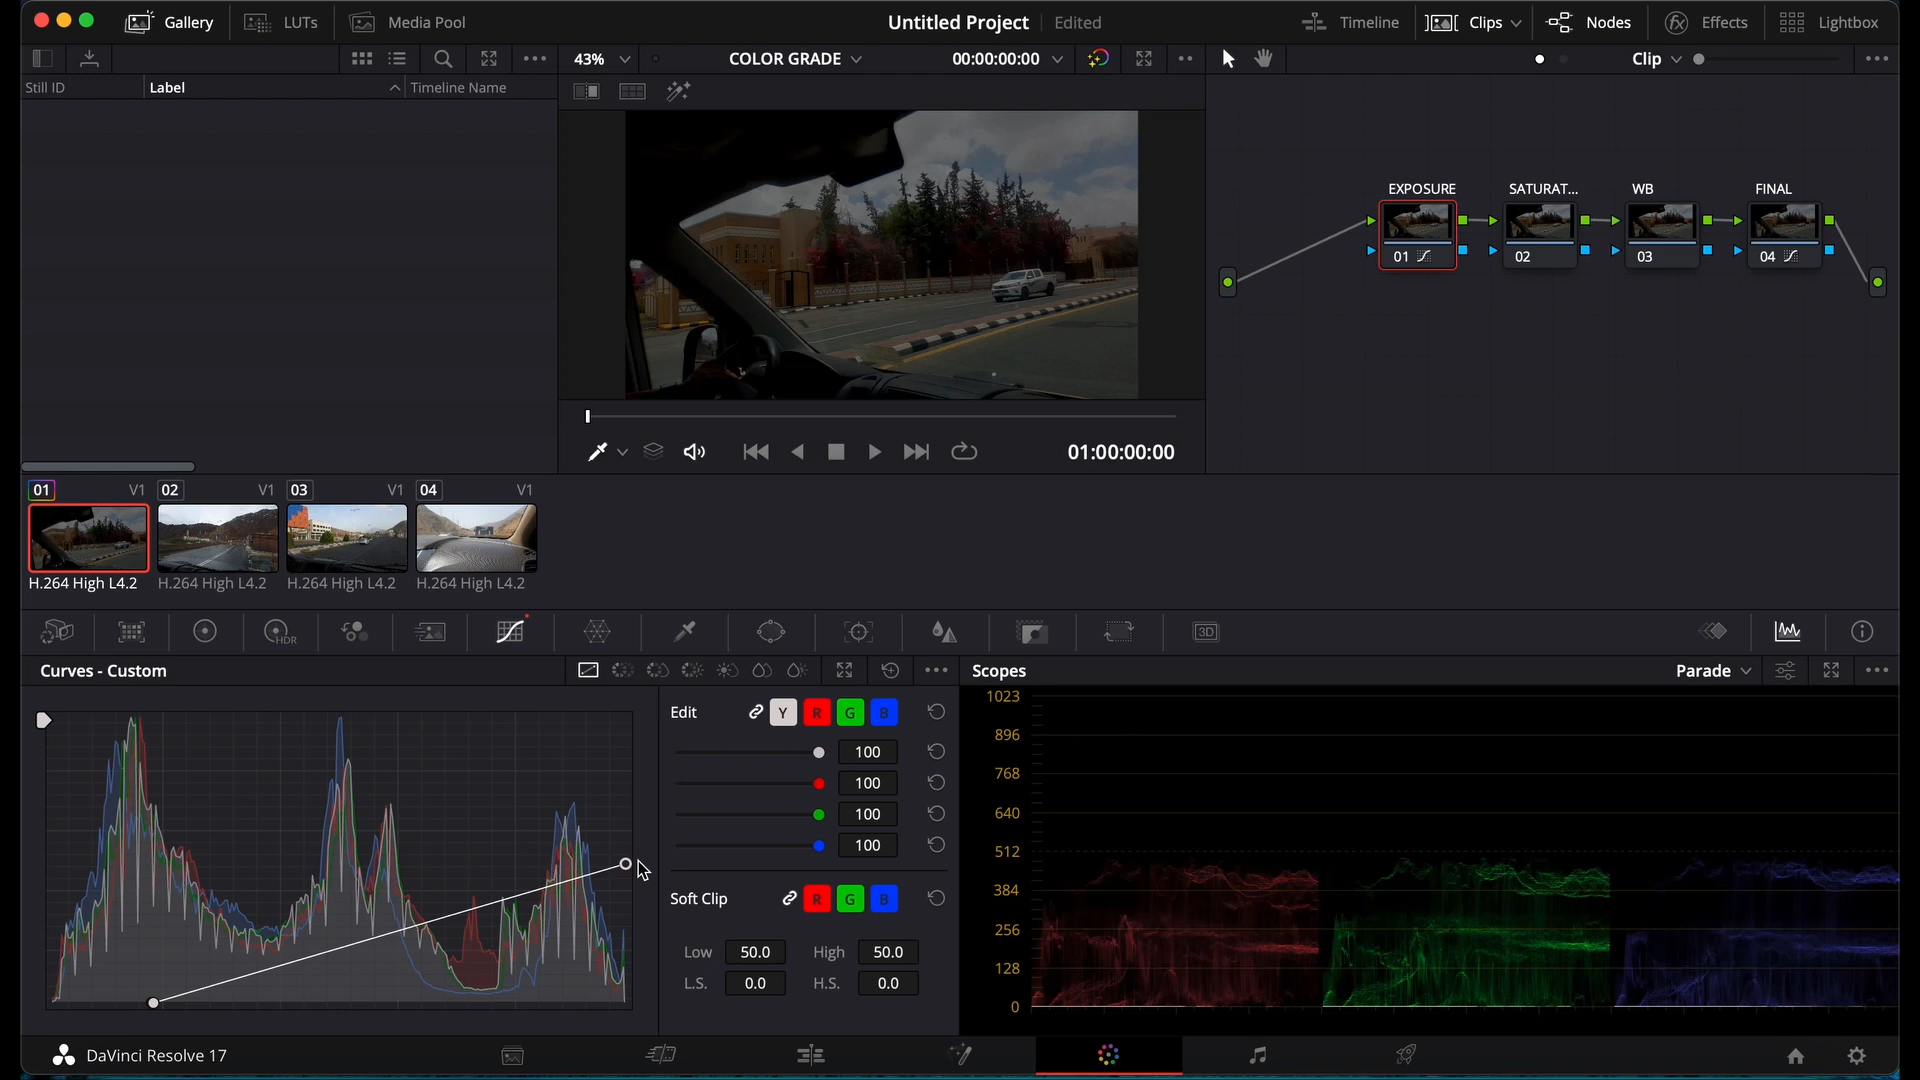 Gallery
LUTs
Media Pool
Untitled Project
Edited
Timeline
Clips
Nodes
Effects
Lightbox
43%
COLOR GRADE
00:00:00:00
Clip
Still ID
Label
Timeline Name
EXPOSURE
SATURAT...
WB
FINAL
01
02
03
04
01:00:00:00
01 V1
02 V1
03 V1
04 V1
H.264 High L4.2
H.264 High L4.2
H.264 High L4.2
H.264 High L4.2
HDR
3D
Curves - Custom
Scopes
Parade
Edit
Y R G B
100
100
100
100
Soft Clip
R G B
Low 50.0 High 50.0
L.S. 0.0 H.S. 0.0
1023
896
768
640
512
384
256
128
0
DaVinci Resolve 17